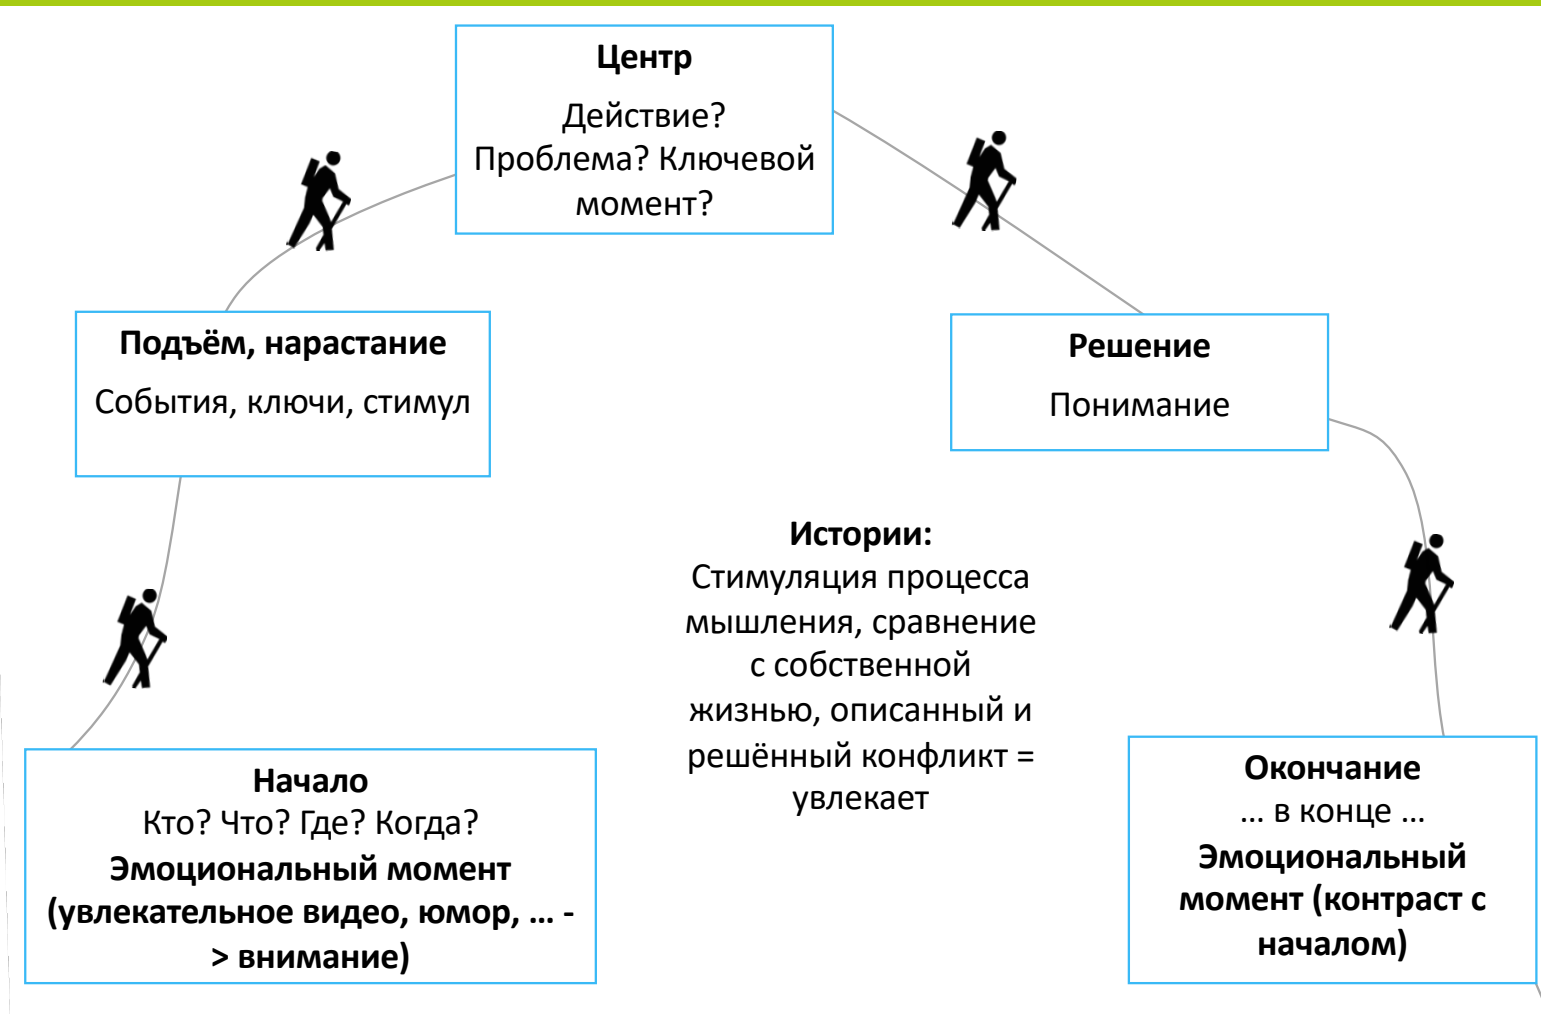 Центр
Действие?
Проблема? Ключевой
момент?
Подъём, нарастание
События, ключи, стимул
Решение
Понимание
Истории:
Стимуляция процесса
мышления, сравнение
с собственной
жизнью, описанный и
решённый конфликт =
увлекает
Начало
Кто? Что? Где? Когда?
Эмоциональный момент
(увлекательное видео, юмор, … -
> внимание)
Окончание
… в конце …
Эмоциональный
момент (контраст с
началом)